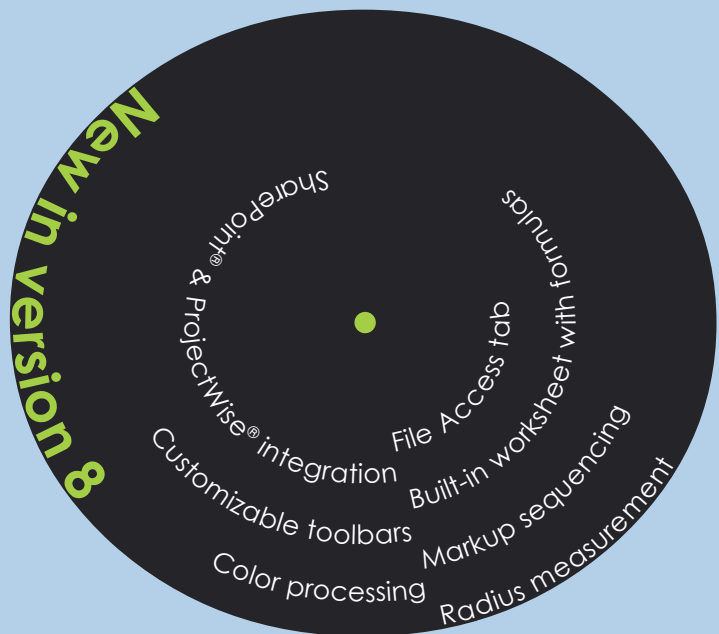 New in version 8
SharePoint® & ProjectWise® integration
File Access tab
Built-in worksheet with formulas
Customizable toolbars
Markup sequencing
Color processing
Radius measurement